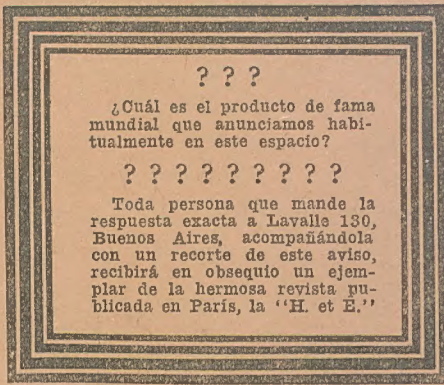 ? ? ?
¿Cuál es el producto de fama
mundial que anunciamos habi-
tualmente en este espacio?
? ? ? ? ? ? ? ? ?
Toda persona que mande la
respuesta exacta a Lavalle 130,
Buenos Aires, acompañándola
con un recorte de este aviso,
recibirá en obsequio un ejem-
plar de la hermosa revista pu-
blicada en París, la "H. et E."